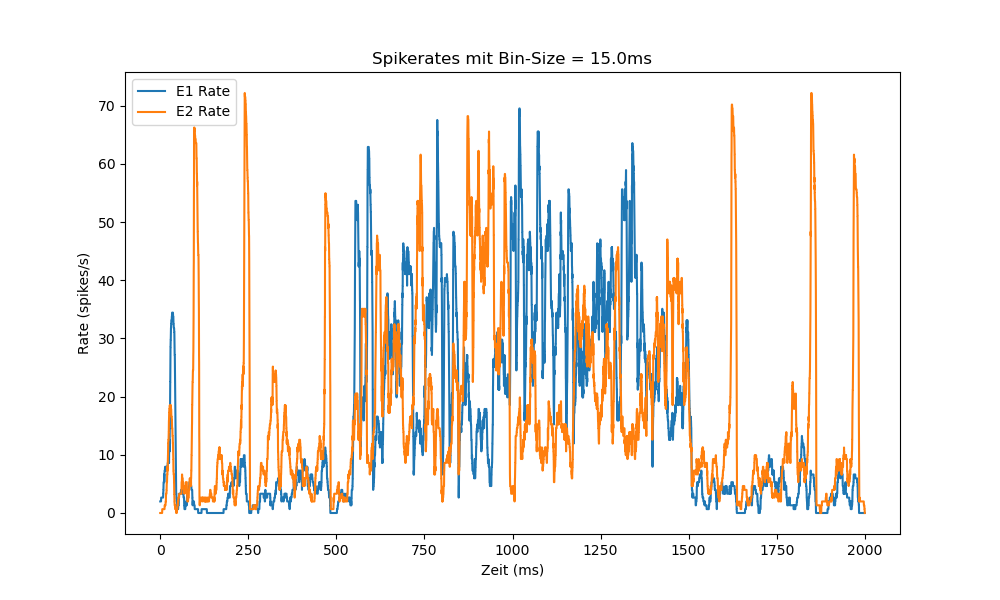 Spikerates mit Bin-Size = 15.0ms
E1 Rate
E2 Rate
70
60
50
40
30
20
10
0
Rate (spikes/s)
0 250 500 750 1000 1250 1500 1750 2000
Zeit (ms)